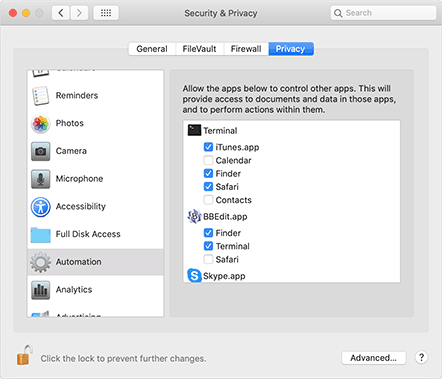 Security & Privacy
Search
General
FileVault
Firewall
Privacy
Reminders
Photos
Camera
Microphone
Accessibility
Full Disk Access
Automation
Analytics
Allow the apps below to control other apps. This will
provide access to documents and data in those apps,
and to perform actions within them.
Terminal
iTunes.app
Calendar
Finder
Safari
Contacts
BBEdit.app
Finder
Terminal
Safari
Skype.app
Click the lock to prevent further changes.
Advanced...
?